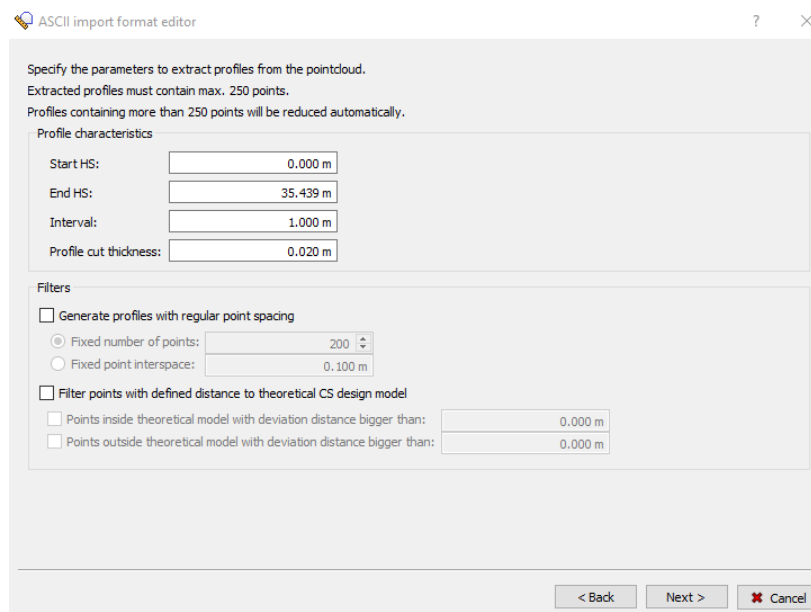 ASCII import format editor
Specify the parameters to extract profiles from the pointcloud.
Extracted profiles must contain max. 250 points.
Profiles containing more than 250 points will be reduced automatically.
Profile characteristics
Start HS: 0.000 m
End HS: 35.439 m
Interval: 1.000 m
Profile cut thickness: 0.020 m
Filters
Generate profiles with regular point spacing
Fixed number of points: 200
Fixed point interspace: 0.100 m
Filter points with defined distance to theoretical CS design model
Points inside theoretical model with deviation distance bigger than: 0.000 m
Points outside theoretical model with deviation distance bigger than: 0.000 m
< Back Next > Cancel